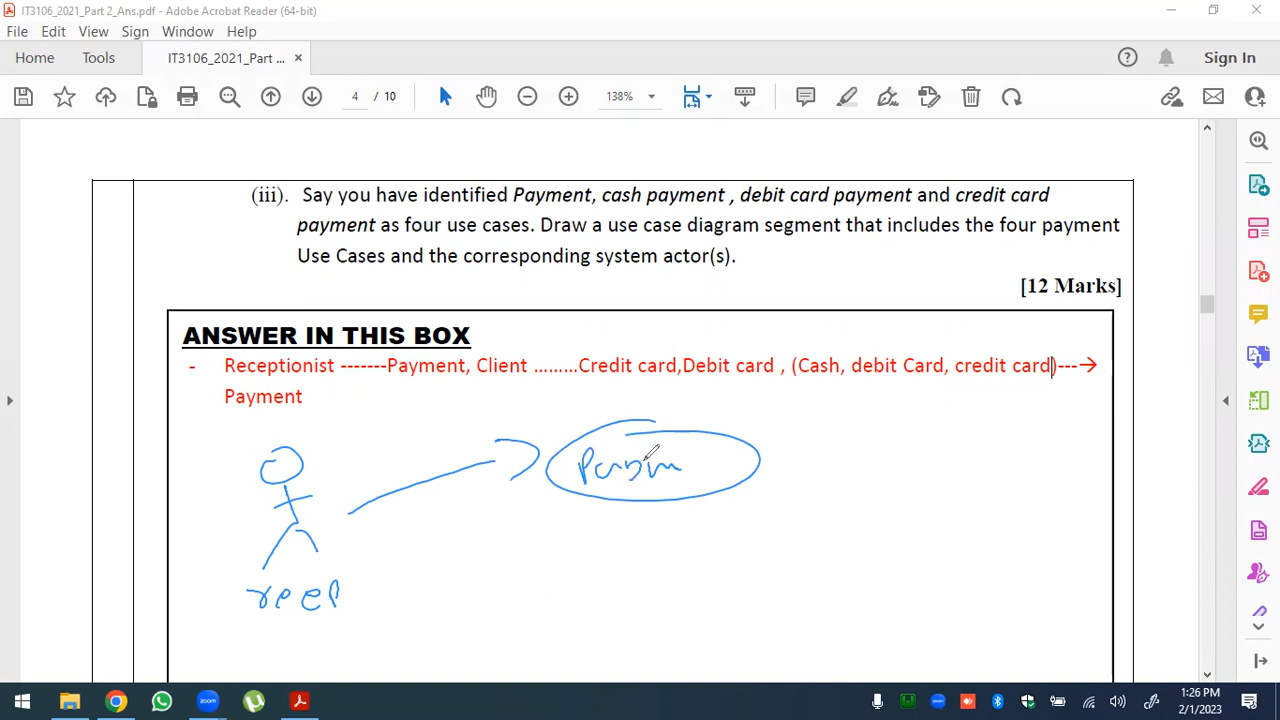 IT3106_2021_Part 2_Ans.pdf - Adobe Acrobat Reader (64-bit)
File Edit View Sign Window Help
Home Tools IT3106_2021_Part ... × Sign In
4 / 10 138%
(iii). Say you have identified Payment, cash payment , debit card payment and credit card
payment as four use cases. Draw a use case diagram segment that includes the four payment
Use Cases and the corresponding system actor(s).
[12 Marks]
ANSWER IN THIS BOX
- Receptionist -------Payment, Client .........Credit card,Debit card , (Cash, debit Card, credit card)---→
Payment
zoom
1:26 PM
2/1/2023